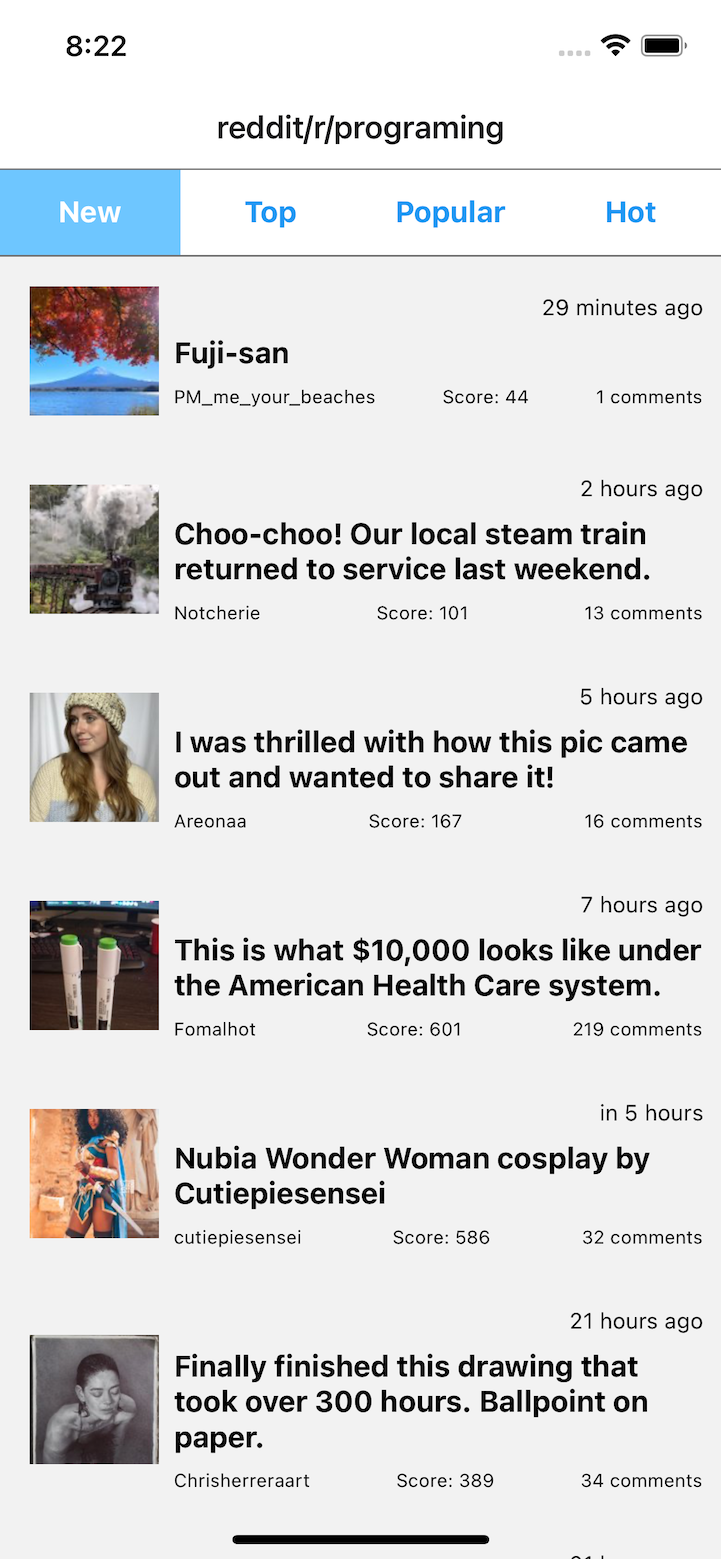 8:22
reddit/r/programing
New Top Popular Hot
29 minutes ago
Fuji-san
PM_me_your_beaches Score: 44 1 comments
2 hours ago
Choo-choo! Our local steam train
returned to service last weekend.
Notcherie Score: 101 13 comments
5 hours ago
I was thrilled with how this pic came
out and wanted to share it!
Areonaa Score: 167 16 comments
7 hours ago
This is what $10,000 looks like under
the American Health Care system.
Fomalhot Score: 601 219 comments
in 5 hours
Nubia Wonder Woman cosplay by
Cutiepiesensei
cutiepiesensei Score: 586 32 comments
21 hours ago
Finally finished this drawing that
took over 300 hours. Ballpoint on
paper.
Chrisherreraart Score: 389 34 comments